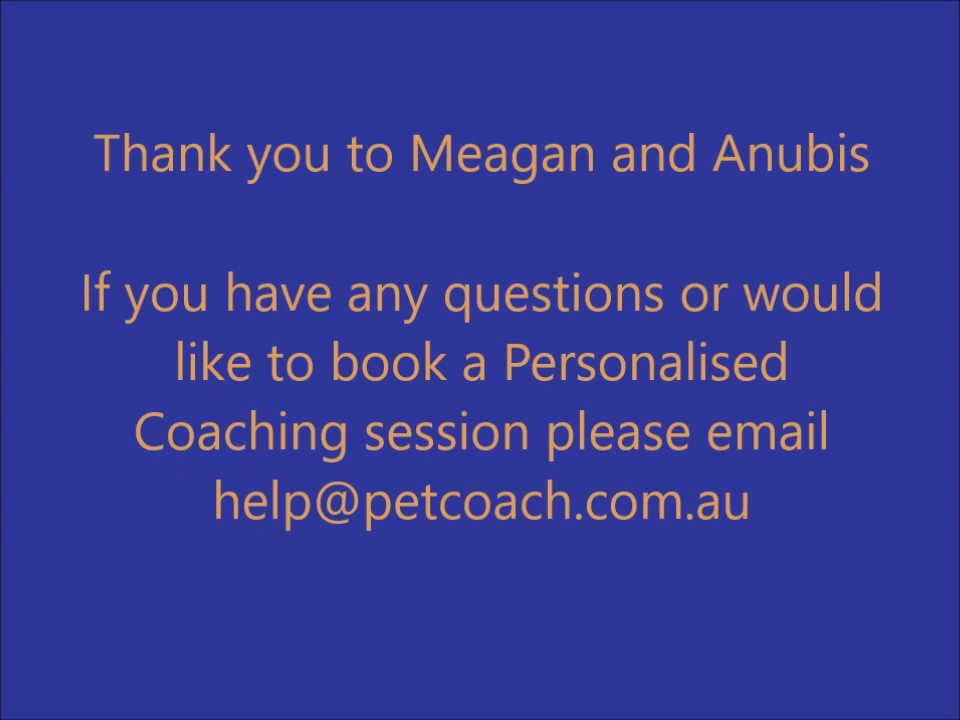 Thank you to Meagan and Anubis
If you have any questions or would
like to book a Personalised
Coaching session please email
help@petcoach.com.au